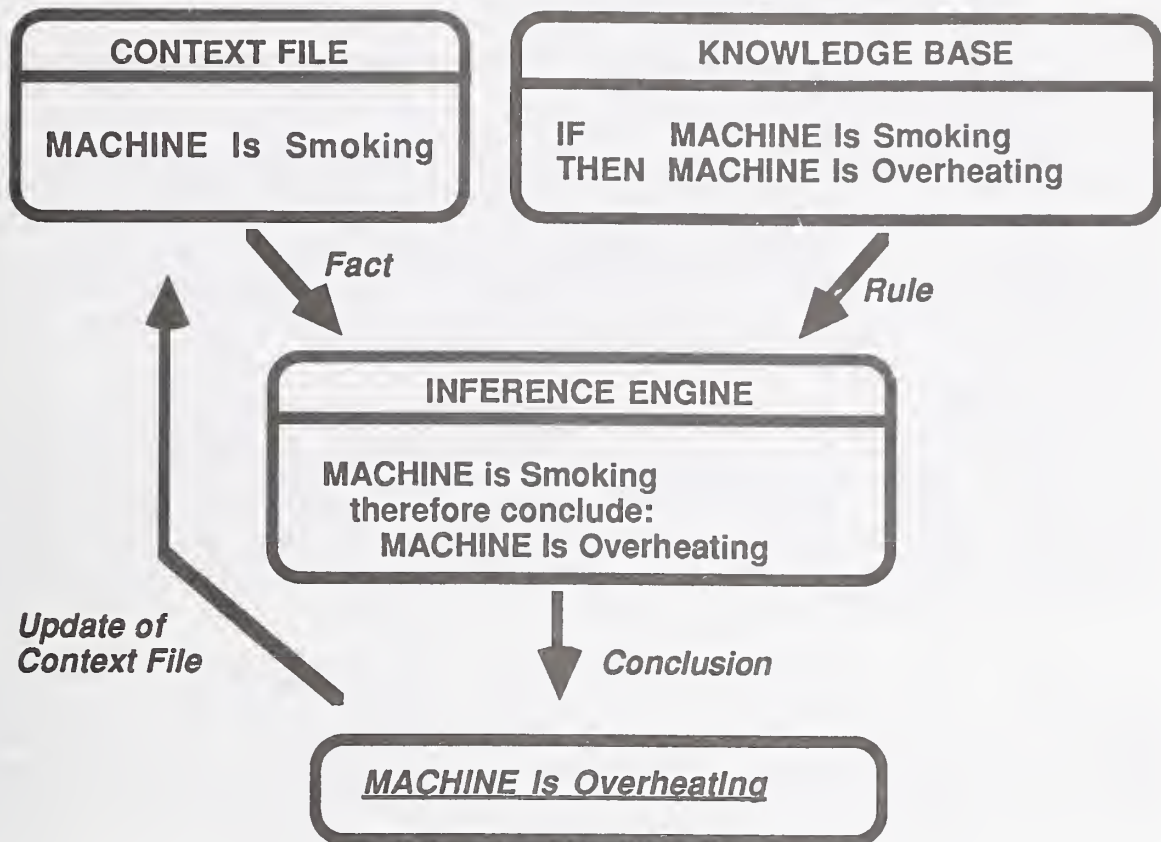 CONTEXT FILE
MACHINE Is Smoking
KNOWLEDGE BASE
IF MACHINE Is Smoking
THEN MACHINE Is Overheating
Fact
Rule
INFERENCE ENGINE
MACHINE is Smoking
therefore conclude:
MACHINE Is Overheating
Update of
Context File
Conclusion
MACHINE Is Overheating